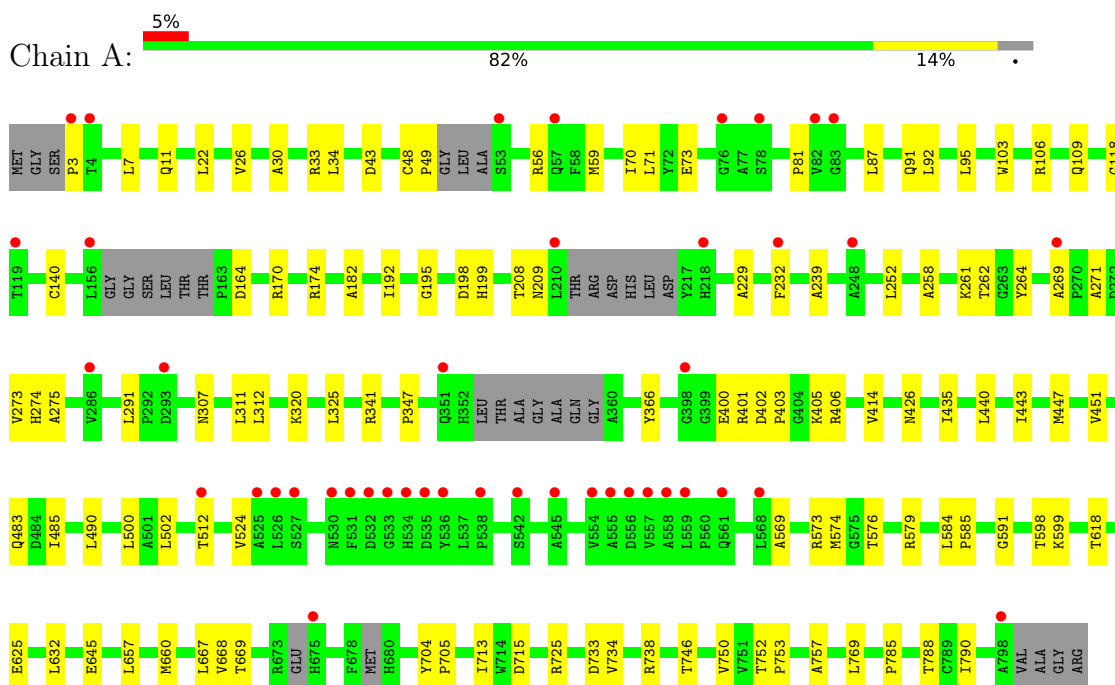 5%
Chain A:
82% 14% •
MET GLY SER P3 T4 L7 Q11 L22 V26 A30 R33 L34 D43 C48 P49 GLY LEU ALA S53 R56 Q57 F58 M59 I70 L71 Y72 E73 G76 A77 S78 P81 V82 G83 L87 Q91 L92 L95 W103 R106 Q109 G118
T119 C140 L156 GLY GLY SER LEU THR THR P163 D164 R170 R174 A182 I192 G195 D198 H199 T208 N209 L210 THR ARG ASP HIS LEU ASP Y217 H218 A229 F232 A239 A248 L252 A258 K261 T262 G263 Y264 A269 P270 A271
V273 H274 A275 V286 L291 P292 D293 N307 L311 L312 K320 L325 R341 P347 Q351 H352 LEU THR ALA GLY ALA GLN GLY A360 Y366 G398 G399 E400 R401 D402 P403 G404 K405 R406 V414 N426 I435 L440 I443 M447 V451
Q483 D484 I485 L490 L500 A501 L502 T512 V524 A525 L526 S527 N530 F531 D532 G533 H534 D535 Y536 L537 P538 S542 A545 V554 A555 D556 V557 A558 L559 P560 Q561 L568 A569 R573 M574 G575 T576 R579 L584 P585 G591 T598 K599 T618
E625 L632 E645 L657 M660 L667 V668 T669 R673 GLU H675 F678 MET H680 Y704 P705 I713 W714 D715 R725 D733 V734 R738 T746 V750 V751 T752 P753 A757 L769 P785 T788 C789 I790 A798 VAL ALA GLY ARG